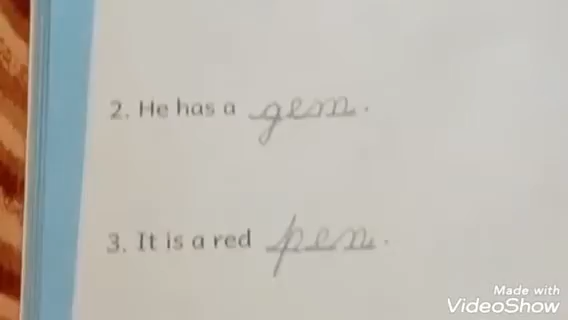 2. He has a gem.
3. It is a red pen.
Made with
VideoShow